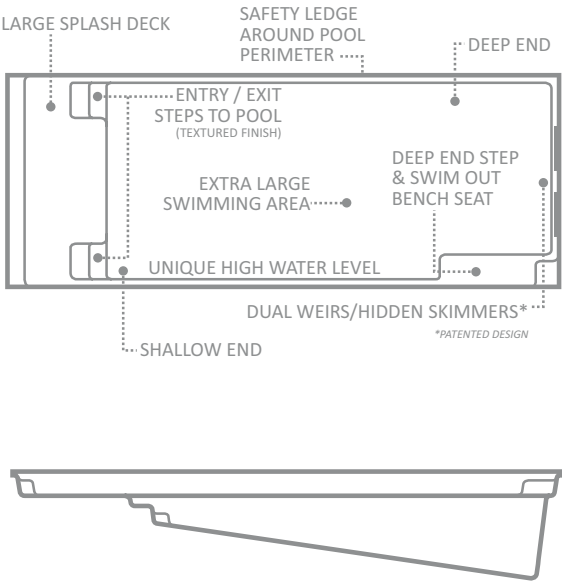 LARGE SPLASH DECK
SAFETY LEDGE
AROUND POOL
PERIMETER
DEEP END
ENTRY / EXIT
STEPS TO POOL
(TEXTURED FINISH)
DEEP END STEP
& SWIM OUT
BENCH SEAT
EXTRA LARGE
SWIMMING AREA
UNIQUE HIGH WATER LEVEL
DUAL WEIRS/HIDDEN SKIMMERS*
*PATENTED DESIGN
SHALLOW END